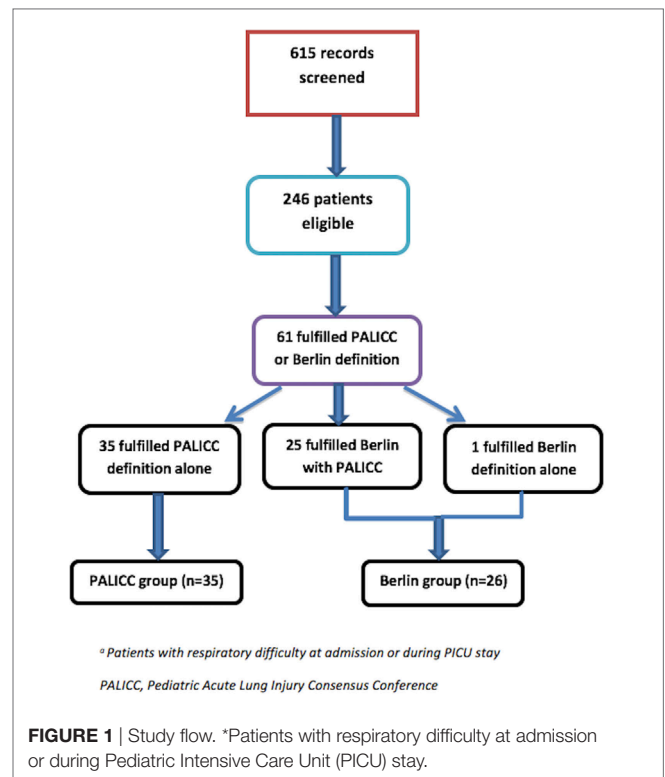 615 records
screened
246 patients
eligible
61 fulfilled PALICC
or Berlin definition
35 fulfilled PALICC
definition alone
25 fulfilled Berlin
with PALICC
1 fulfilled Berlin
definition alone
PALICC group (n=35)
Berlin group (n=26)
a Patients with respiratory difficulty at admission or during PICU stay
PALICC, Pediatric Acute Lung Injury Consensus Conference
FIGURE 1 | Study flow. *Patients with respiratory difficulty at admission
or during Pediatric Intensive Care Unit (PICU) stay.